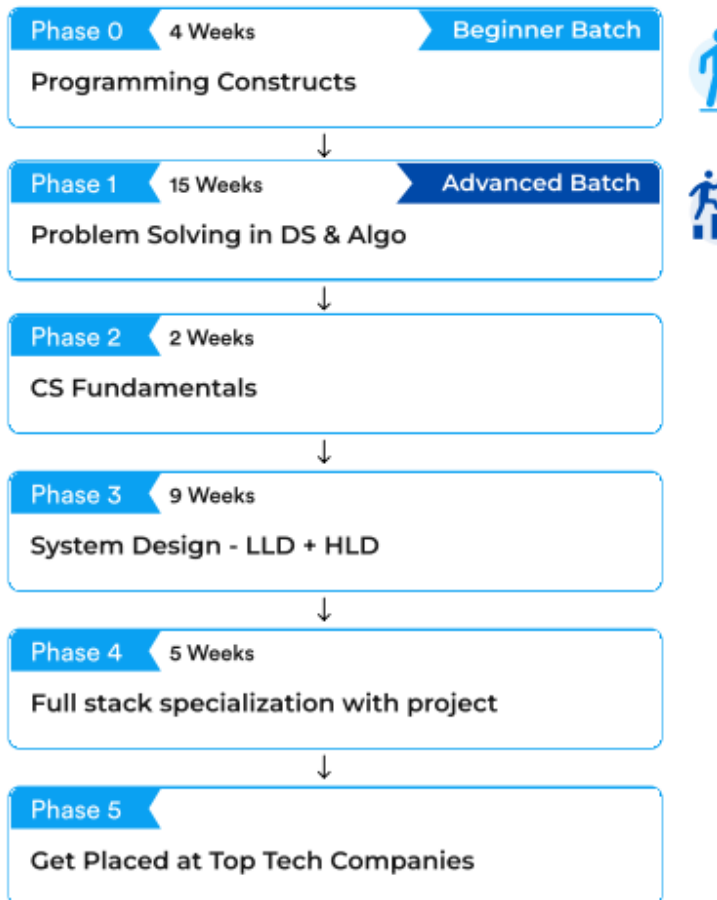 Phase 0 4 Weeks Beginner Batch
Programming Constructs
Phase 1 15 Weeks Advanced Batch
Problem Solving in DS & Algo
Phase 2 2 Weeks
CS Fundamentals
Phase 3 9 Weeks
System Design - LLD + HLD
Phase 4 5 Weeks
Full stack specialization with project
Phase 5
Get Placed at Top Tech Companies